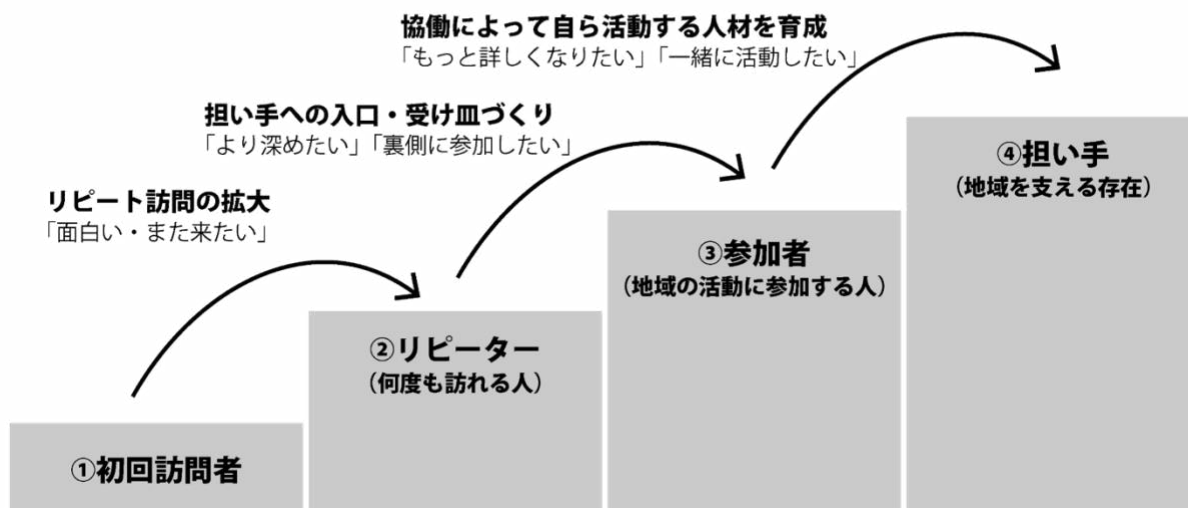 協働によって自ら活動する人材を育成
「もっと詳しくなりたい」「一緒に活動したい」
担い手への入口・受け皿づくり
「より深めたい」「裏側に参加したい」
リピート訪問の拡大
「面白い・また来たい」
①初回訪問者
②リピーター
（何度も訪れる人）
③参加者
（地域の活動に参加する人）
④担い手
（地域を支える存在）